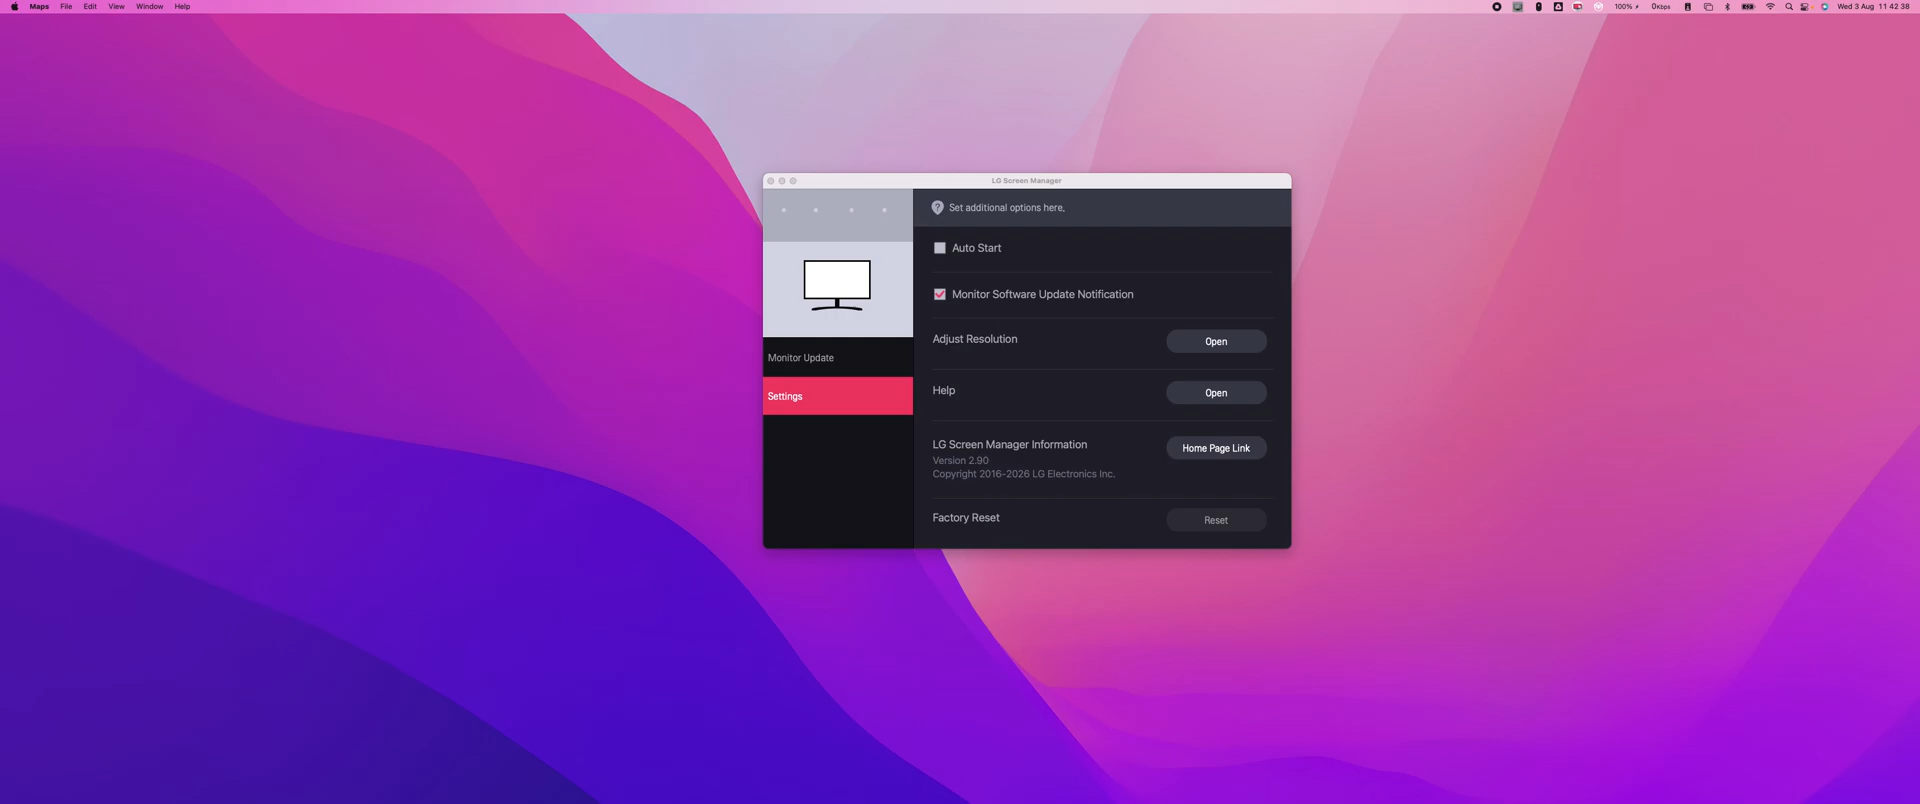 Maps File Edit View Window Help
100% 0Kbps Wed 3 Aug 11 42 38
LG Screen Manager
Set additional options here.
Auto Start
Monitor Software Update Notification
Adjust Resolution
Open
Monitor Update
Help
Open
Settings
LG Screen Manager Information
Home Page Link
Version 2.90
Copyright 2016-2026 LG Electronics Inc.
Factory Reset
Reset